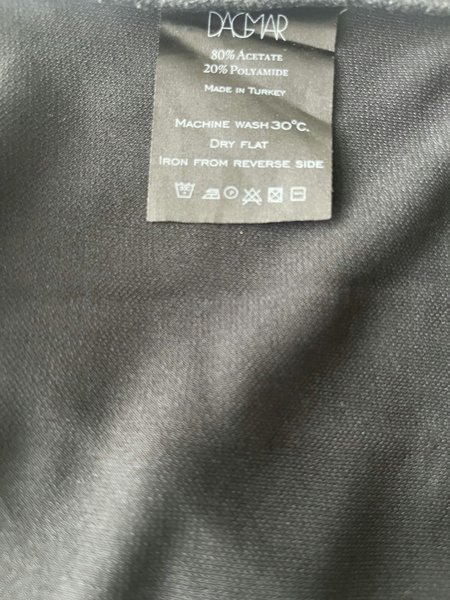 DAGMAR
80% ACETATE
20% POLYAMIDE
MADE IN TURKEY
MACHINE WASH 30°C.
DRY FLAT
IRON FROM REVERSE SIDE